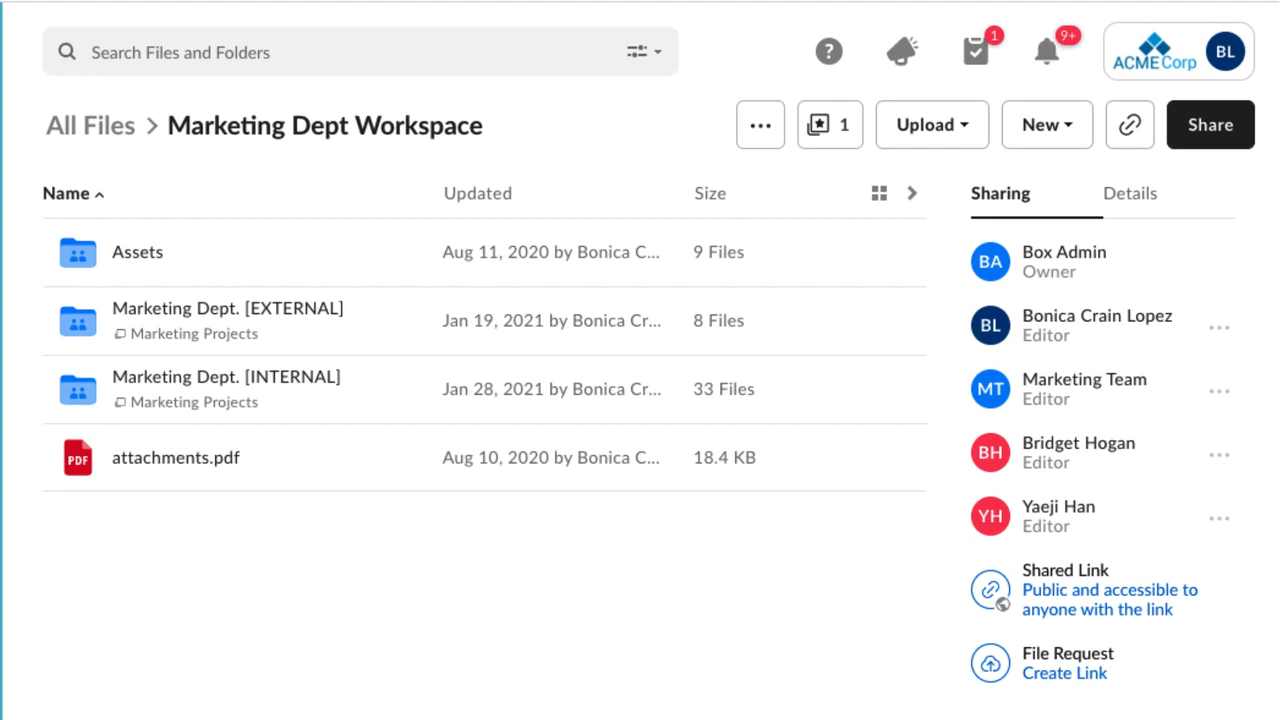 Search Files and Folders
?
1
9+
ACMECorp
BL
All Files > Marketing Dept Workspace
1
Upload
New
Share
Name
Updated
Size
Sharing
Details
Assets
Aug 11, 2020 by Bonica C...
9 Files
Marketing Dept. [EXTERNAL]
Marketing Projects
Jan 19, 2021 by Bonica Cr...
8 Files
Marketing Dept. [INTERNAL]
Marketing Projects
Jan 28, 2021 by Bonica Cr...
33 Files
PDF
attachments.pdf
Aug 10, 2020 by Bonica C...
18.4 KB
BA
Box Admin
Owner
BL
Bonica Crain Lopez
Editor
MT
Marketing Team
Editor
BH
Bridget Hogan
Editor
YH
Yaeji Han
Editor
Shared Link
Public and accessible to
anyone with the link
File Request
Create Link